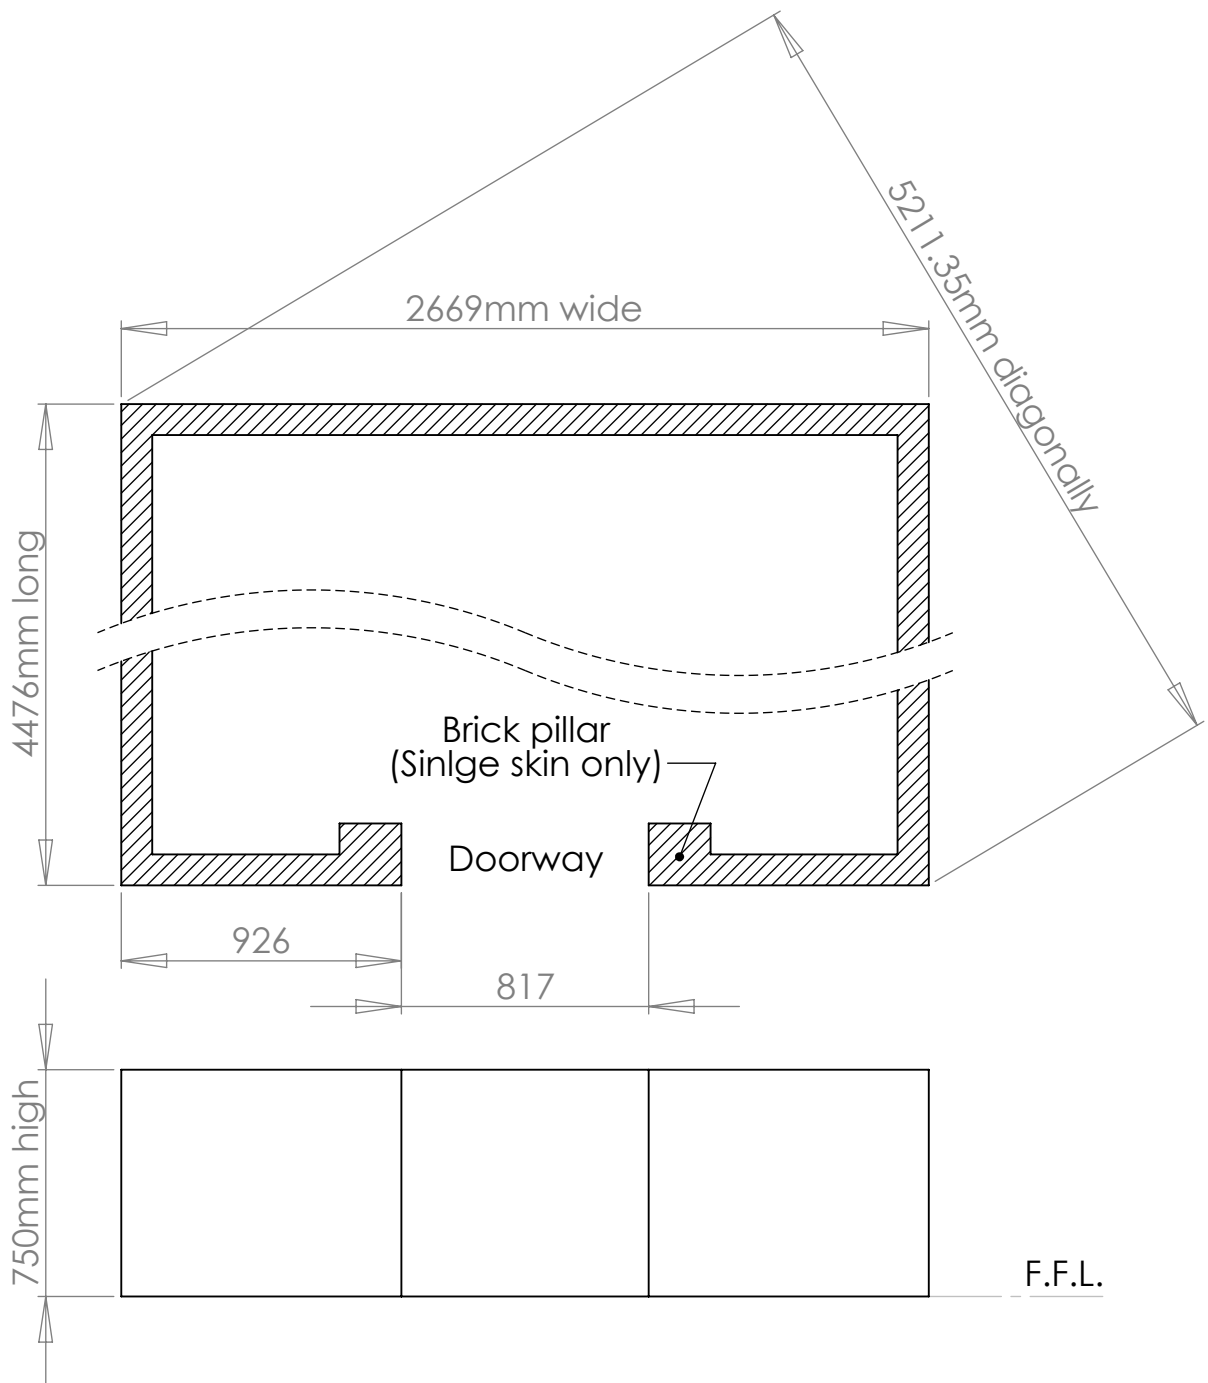 5211.35mm diagonally
2669mm wide
4476mm long
Brick pillar
(Sinlge skin only)
Doorway
926
817
750mm high
F.F.L.